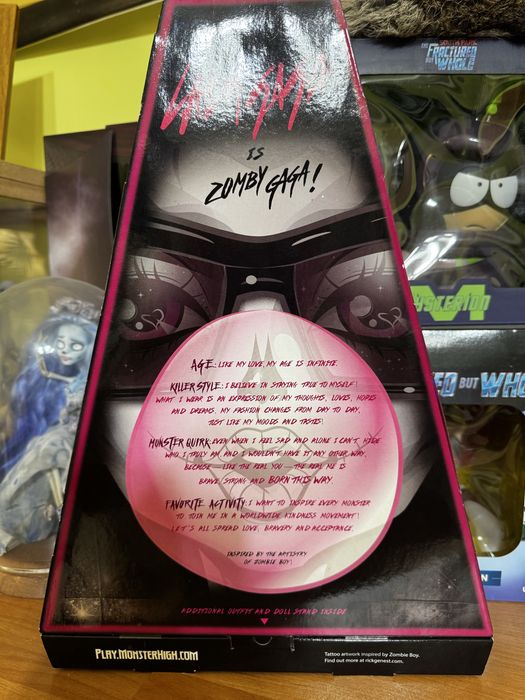 IS
ZOMBY GAGA!
AGE: LIKE MY LOVE, MY AGE IS INFINITE.
KILLER STYLE: I BELIEVE IN STAYING TRUE TO MYSELF!
WHAT I WEAR IS AN EXPRESSION OF MY THOUGHTS, LOVES, HOPES
AND DREAMS. MY FASHION CHANGES FROM DAY TO DAY,
JUST LIKE MY MOODS AND TASTES!
MONSTER QUIRK: EVEN WHEN I FEEL SAD AND ALONE I CAN'T HIDE
WHO I TRULY AM, AND I WOULDN'T HAVE IT ANY OTHER WAY,
BECAUSE - LIKE THE REAL YOU - THE REAL ME IS
BRAVE, STRONG AND BORN THIS WAY.
FAVORITE ACTIVITY: I WANT TO INSPIRE EVERY MONSTER
TO JOIN ME IN A WORLDWIDE KINDNESS MOVEMENT!
LET'S ALL SPREAD LOVE, BRAVERY AND ACCEPTANCE.
INSPIRED BY THE ARTISTRY
OF ZOMBIE BOY!
ADDITIONAL OUTFIT AND DOLL STAND INSIDE
PLAY.MONSTERHIGH.COM
Tattoo artwork inspired by Zombie Boy.
Find out more at rickgenest.com
SOUTH PARK
FRACTURED
BUT WHOLE
MYSTERION
BUT WHO